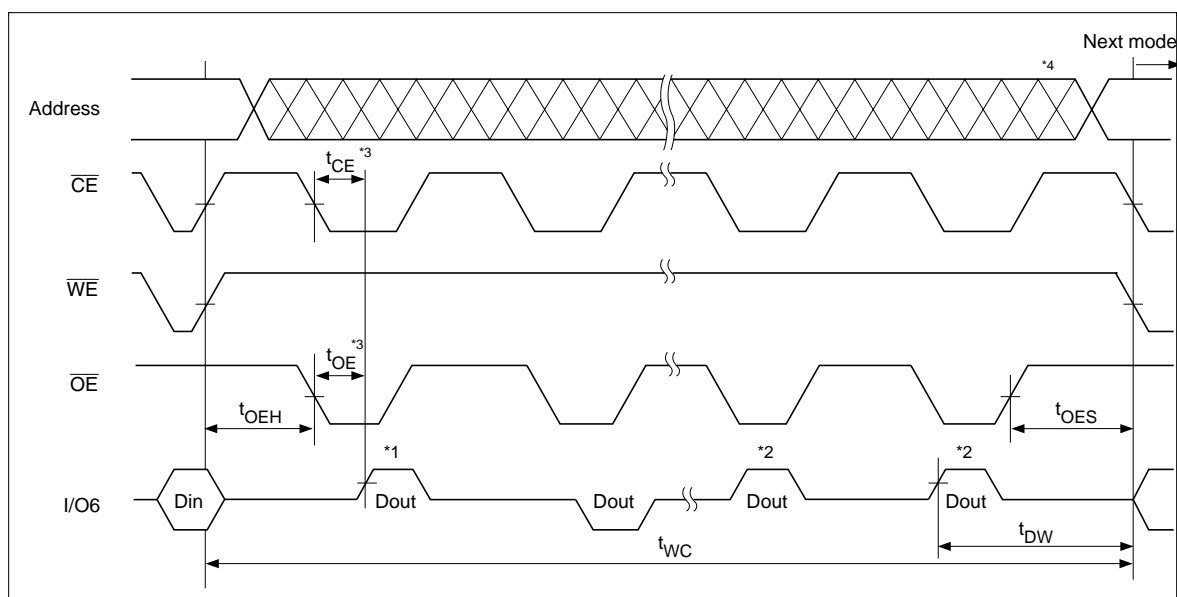 Next mode
*4
Address
tCE *3
CE
WE
tOE *3
OE
tOEH
tOES
*1
*2
*2
I/O6
Din
Dout
Dout
Dout
Dout
tWC
tDW